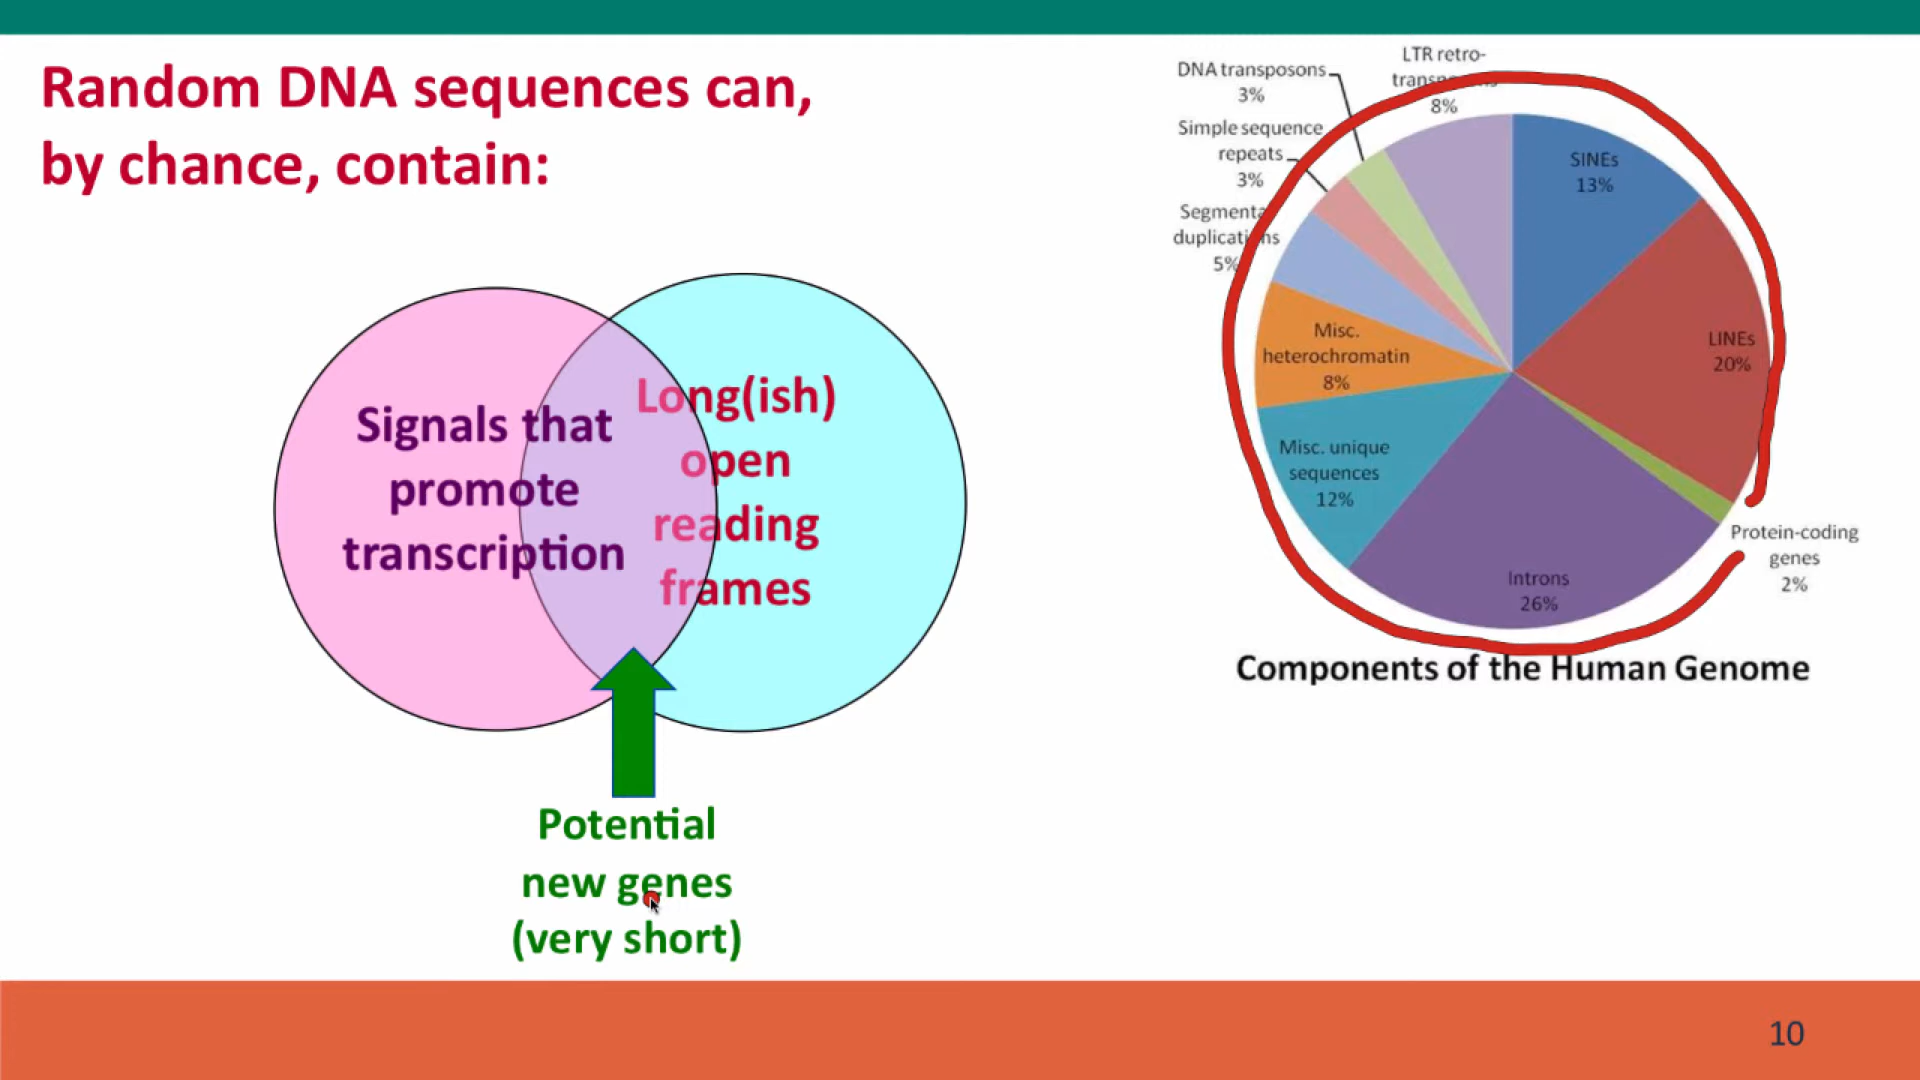 Random DNA sequences can,
by chance, contain:
Signals that
promote
transcription
Long(ish)
open
reading
frames
Potential
new genes
(very short)
DNA transposons
3%
LTR retro-
8%
Simple sequence
repeats
3%
duplications
5%
SINEs
13%
LINEs
20%
Misc.
heterochromatin
8%
Misc. unique
sequences
12%
Introns
26%
Protein-coding
genes
2%
Components of the Human Genome
10